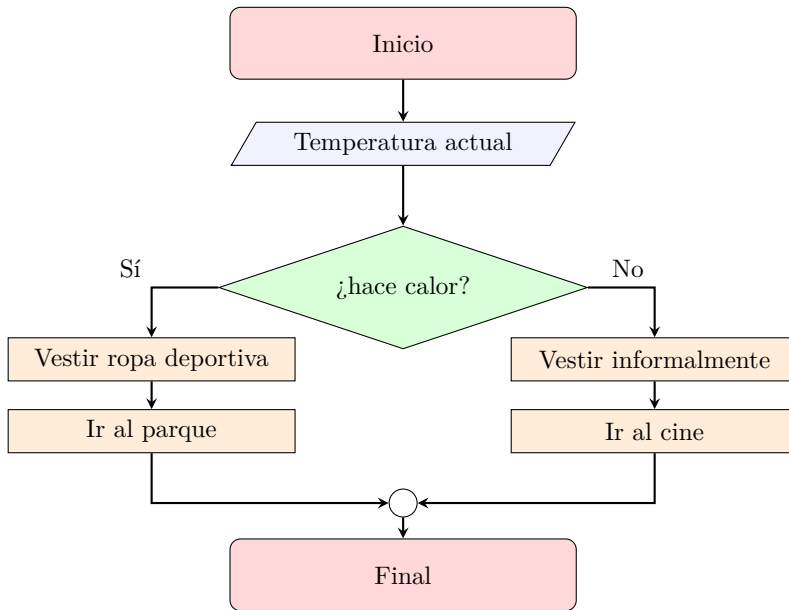 Inicio
Temperatura actual
¿hace calor?
Sí
No
Vestir ropa deportiva
Vestir informalmente
Ir al parque
Ir al cine
Final